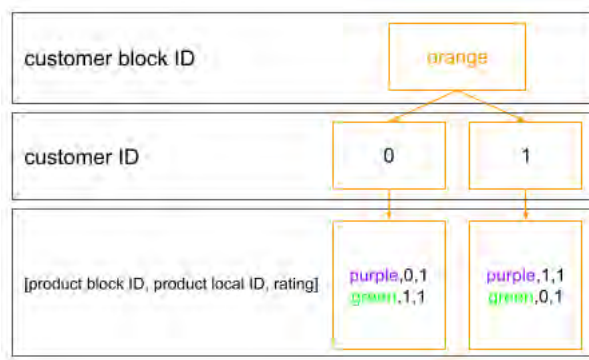 customer block ID
orange
customer ID
0
1
[product block ID, product local ID, rating]
purple,0,1
green,1,1
purple,1,1
green,0,1